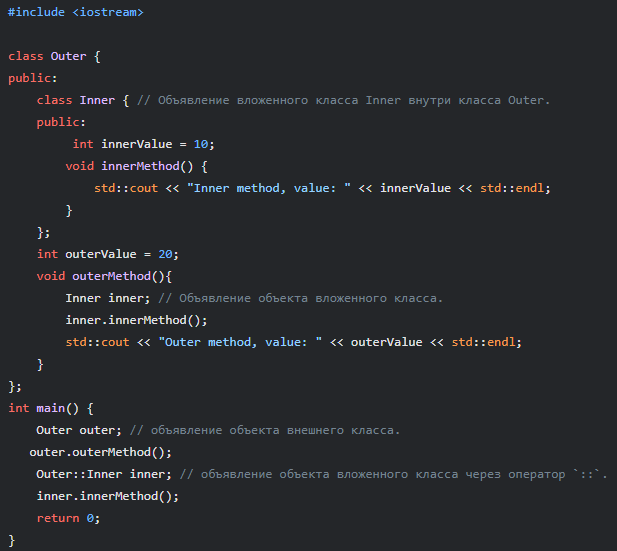 #include <iostream>

class Outer {
public:
    class Inner { // Объявление вложенного класса Inner внутри класса Outer.
    public:
         int innerValue = 10;
        void innerMethod() {
            std::cout << "Inner method, value: " << innerValue << std::endl;
        }
    };
    int outerValue = 20;
    void outerMethod(){
        Inner inner; // Объявление объекта вложенного класса.
        inner.innerMethod();
        std::cout << "Outer method, value: " << outerValue << std::endl;
    }
};
int main() {
    Outer outer; // объявление объекта внешнего класса.
   outer.outerMethod();
    Outer::Inner inner; // объявление объекта вложенного класса через оператор `::`.
    inner.innerMethod();
    return 0;
}